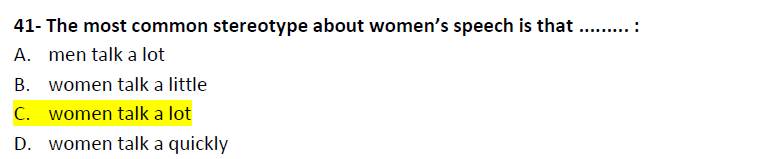 41- The most common stereotype about women’s speech is that ......... :
A. men talk a lot
B. women talk a little
C. women talk a lot
D. women talk a quickly